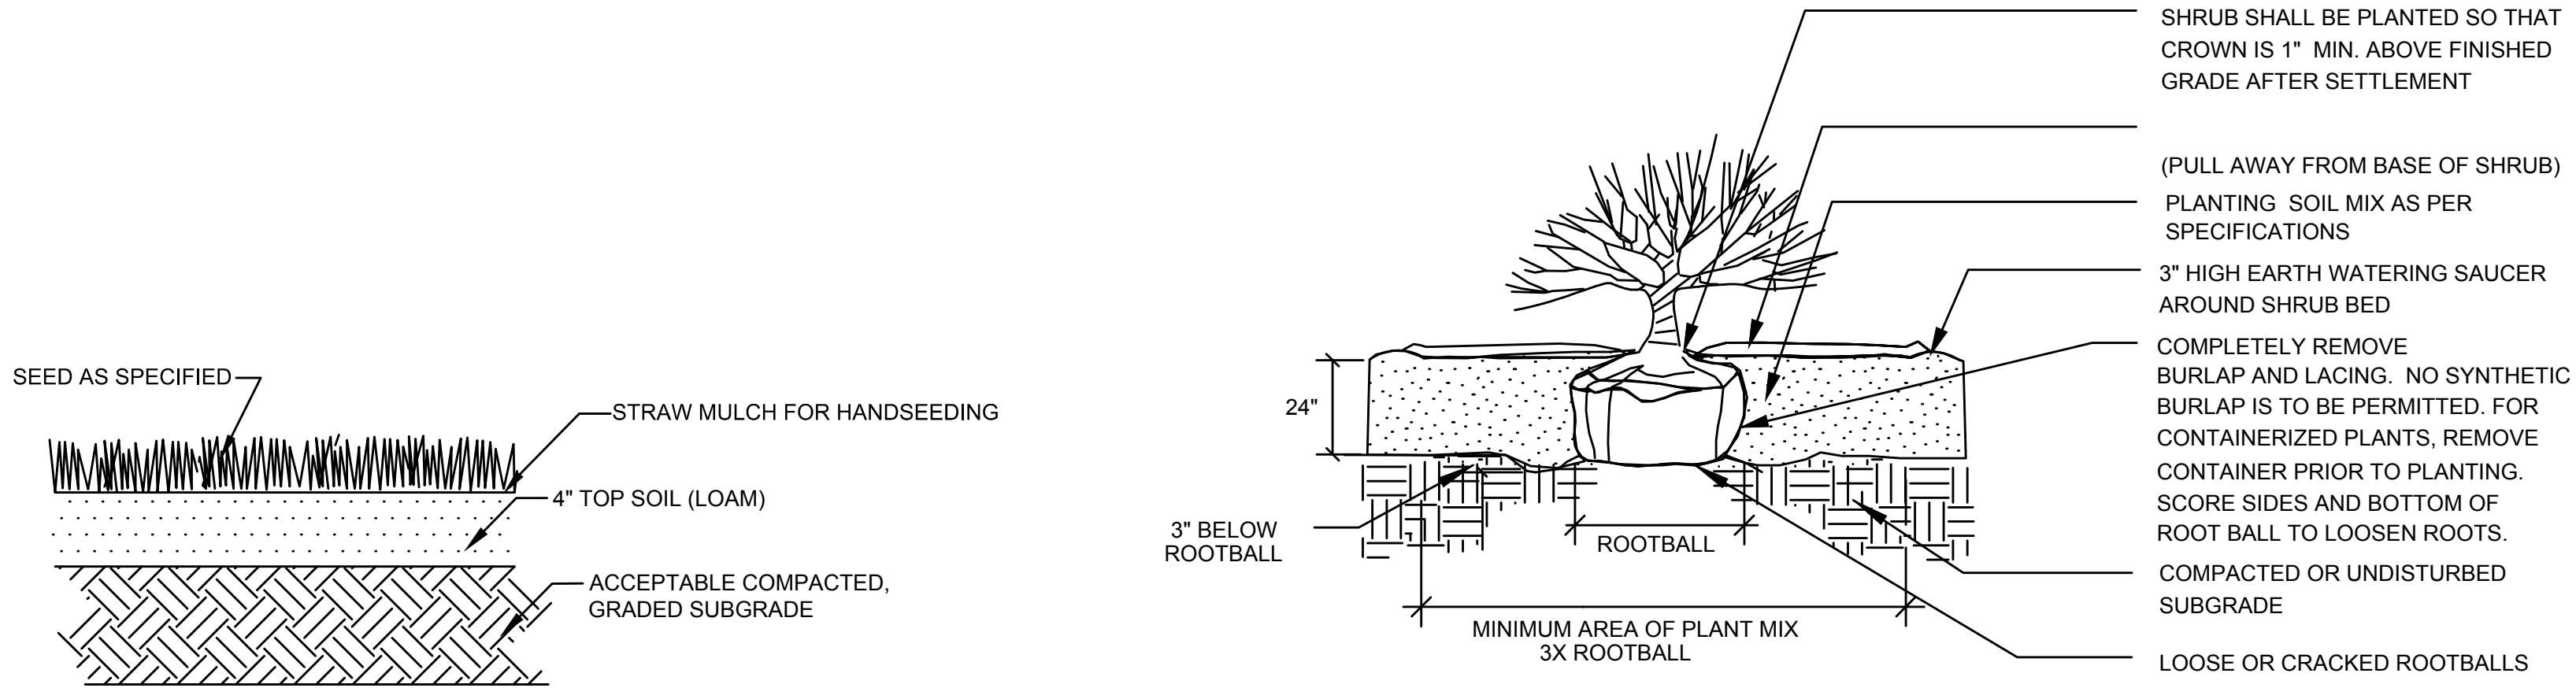 SEED AS SPECIFIED
STRAW MULCH FOR HANDSEEDING
4" TOP SOIL (LOAM)
ACCEPTABLE COMPACTED,
GRADED SUBGRADE
24"
3" BELOW
ROOTBALL
ROOTBALL
MINIMUM AREA OF PLANT MIX
3X ROOTBALL
SHRUB SHALL BE PLANTED SO THAT
CROWN IS 1" MIN. ABOVE FINISHED
GRADE AFTER SETTLEMENT
(PULL AWAY FROM BASE OF SHRUB)
PLANTING SOIL MIX AS PER
SPECIFICATIONS
3" HIGH EARTH WATERING SAUCER
AROUND SHRUB BED
COMPLETELY REMOVE
BURLAP AND LACING. NO SYNTHETIC
BURLAP IS TO BE PERMITTED. FOR
CONTAINERIZED PLANTS, REMOVE
CONTAINER PRIOR TO PLANTING.
SCORE SIDES AND BOTTOM OF
ROOT BALL TO LOOSEN ROOTS.
COMPACTED OR UNDISTURBED
SUBGRADE
LOOSE OR CRACKED ROOTBALLS